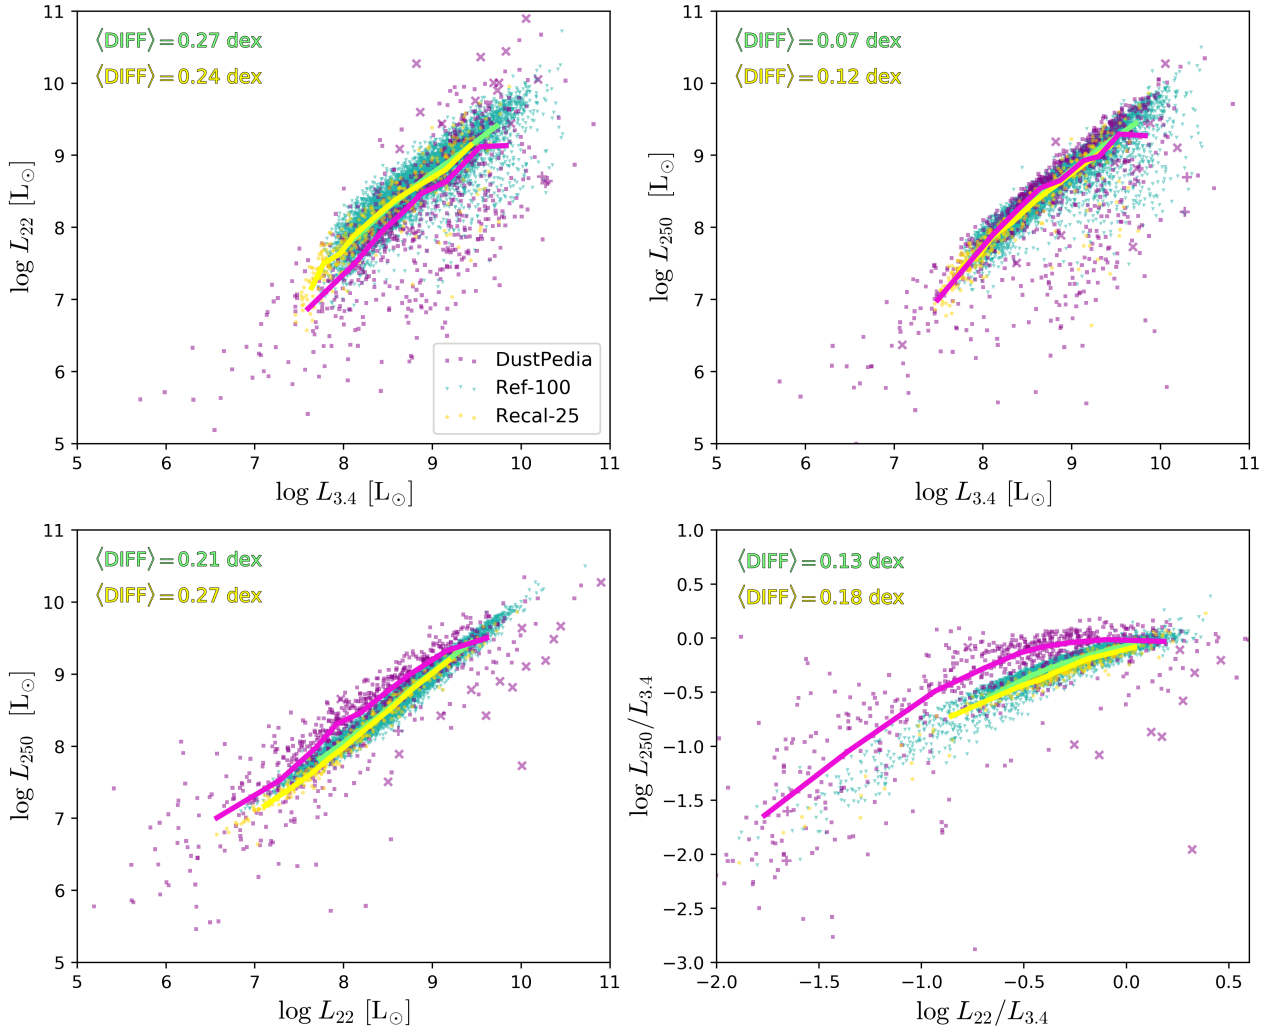 ⟨DIFF⟩=0.27 dex
⟨DIFF⟩=0.24 dex
log L22 [L⊙]
11
10
9
8
7
6
5
DustPedia
Ref-100
Recal-25
5 6 7 8 9 10 11
log L3.4 [L⊙]
⟨DIFF⟩=0.07 dex
⟨DIFF⟩=0.12 dex
log L250 [L⊙]
11
10
9
8
7
6
5
5 6 7 8 9 10 11
log L3.4 [L⊙]
⟨DIFF⟩=0.21 dex
⟨DIFF⟩=0.27 dex
log L250 [L⊙]
11
10
9
8
7
6
5
5 6 7 8 9 10 11
log L22 [L⊙]
⟨DIFF⟩=0.13 dex
⟨DIFF⟩=0.18 dex
log L250/L3.4
1.0
0.5
0.0
−0.5
−1.0
−1.5
−2.0
−2.5
−3.0
−2.0 −1.5 −1.0 −0.5 0.0 0.5
log L22/L3.4